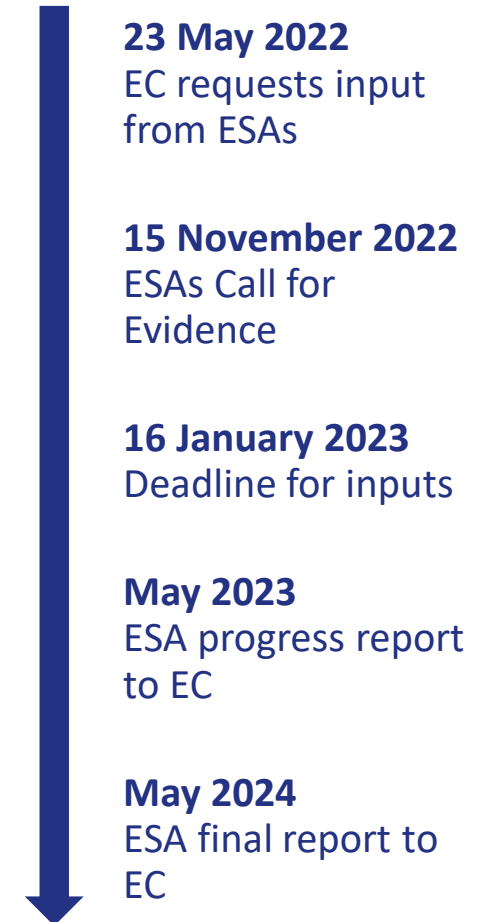 23 May 2022
EC requests input
from ESAs
15 November 2022
ESAs Call for
Evidence
16 January 2023
Deadline for inputs
May 2023
ESA progress report
to EC
May 2024
ESA final report to
EC